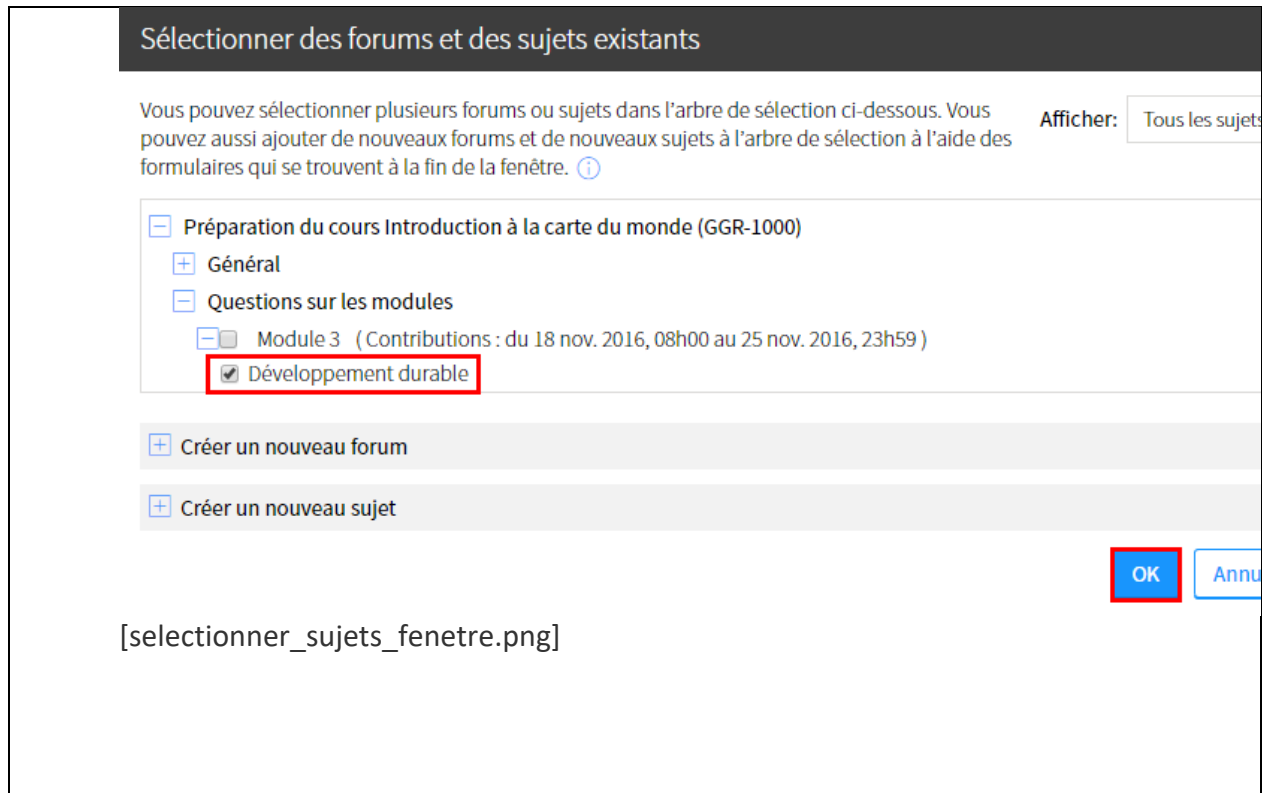 Sélectionner des forums et des sujets existants
Vous pouvez sélectionner plusieurs forums ou sujets dans l'arbre de sélection ci-dessous. Vous
pouvez aussi ajouter de nouveaux forums et de nouveaux sujets à l'arbre de sélection à l'aide des
formulaires qui se trouvent à la fin de la fenêtre.
Afficher: Tous les sujets
Préparation du cours Introduction à la carte du monde (GGR-1000)
Général
Questions sur les modules
Module 3 ( Contributions : du 18 nov. 2016, 08h00 au 25 nov. 2016, 23h59 )
Développement durable
Créer un nouveau forum
Créer un nouveau sujet
OK Annu
[selectionner_sujets_fenetre.png]